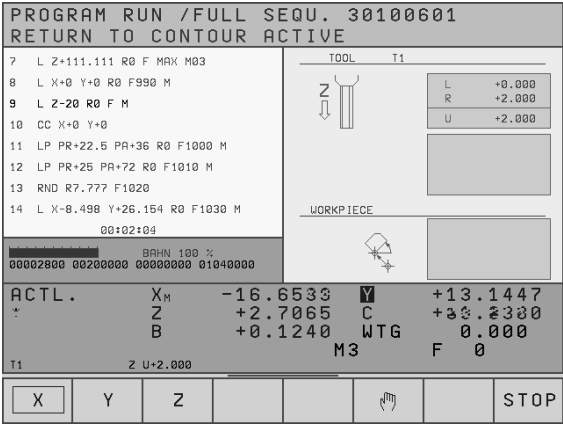 PROGRAM RUN /FULL SEQU. 30100601
RETURN TO CONTOUR ACTIVE
7 L Z+111.111 R0 F MAX M03
8 L X+0 Y+0 R0 F990 M
9 L Z-20 R0 F M
10 CC X+0 Y+0
11 LP PR+22.5 PA+36 R0 F1000 M
12 LP PR+25 PA+72 R0 F1010 M
13 RND R7.777 F1020
14 L X-8.498 Y+26.154 R0 F1030 M
00:02:04
TOOL T1
Z
L +0.000
R +2.000
U +2.000
WORKPIECE
BAHN 100 %
00002800 00200000 00000000 01040000
ACTL. XM Y +13.1447
* Z +2.7065 C
B +0.1240 WTG 0.000
M3 F 0
T1 Z U+2.000
X Y Z STOP